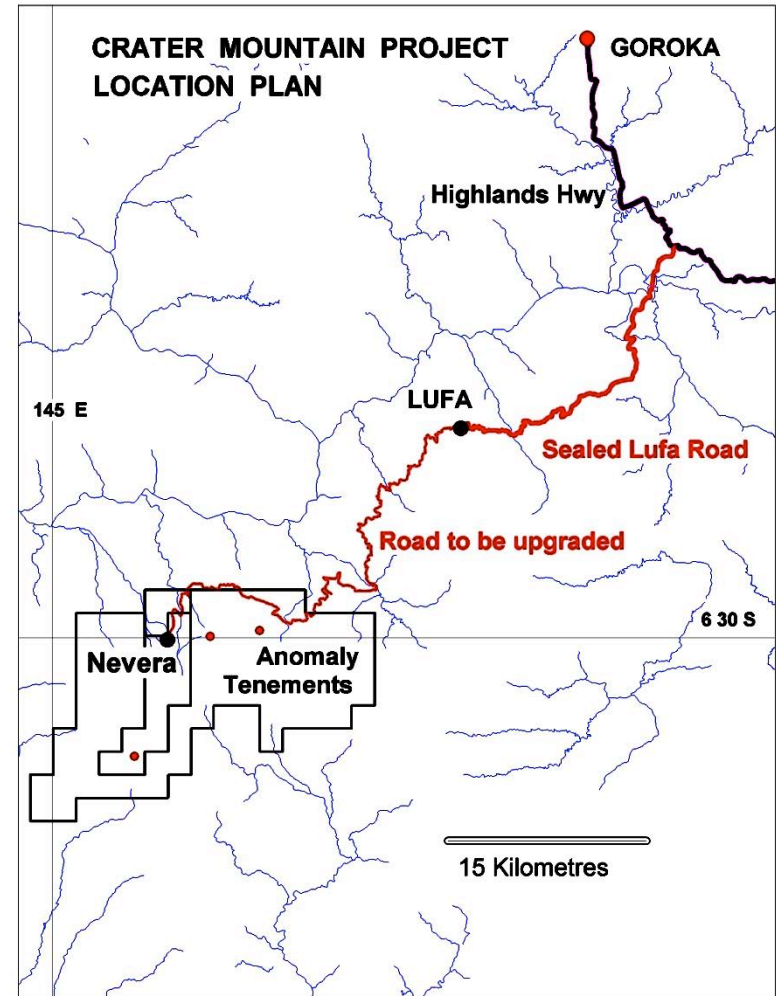 CRATER MOUNTAIN PROJECT
LOCATION PLAN
GOROKA
Highlands Hwy
145 E
LUFA
Sealed Lufa Road
Road to be upgraded
6 30 S
Nevera
Anomaly
Tenements
15 Kilometres